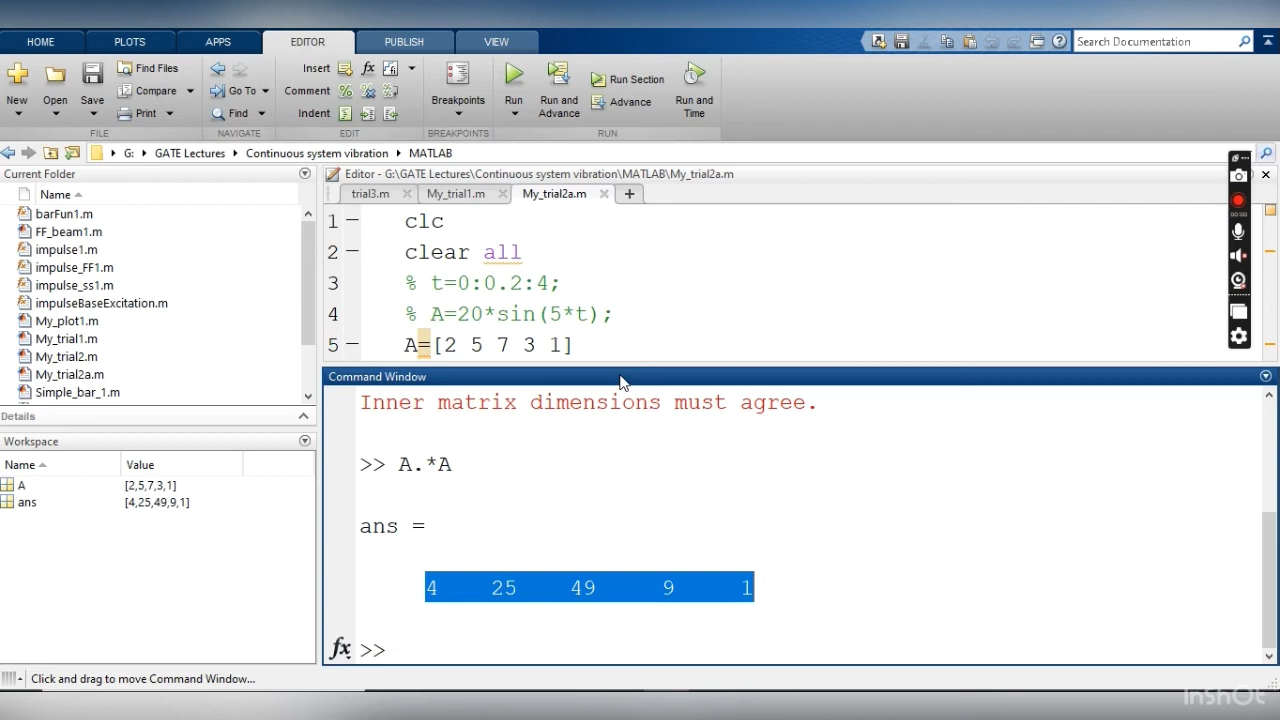 HOME PLOTS APPS EDITOR PUBLISH VIEW Search Documentation
New Open Save Find Files Compare Print Go To Find Insert fx Comment Indent Breakpoints Run Run and Advance Run Section Advance Run and Time
FILE NAVIGATE EDIT BREAKPOINTS RUN
G: GATE Lectures Continuous system vibration MATLAB
Current Folder
Name
barFun1.m
FF_beam1.m
impulse1.m
impulse_FF1.m
impulse_ss1.m
impulseBaseExcitation.m
My_plot1.m
My_trial1.m
My_trial2.m
My_trial2a.m
Simple_bar_1.m
Details
Workspace
Name Value
A [2,5,7,3,1]
ans [4,25,49,9,1]
Editor - G:\GATE Lectures\Continuous system vibration\MATLAB\My_trial2a.m
trial3.m My_trial1.m My_trial2a.m
1 clc
2 clear all
3 % t=0:0.2:4;
4 % A=20*sin(5*t);
5 A=[2 5 7 3 1]
Command Window
Inner matrix dimensions must agree.
>> A.*A
ans =
4 25 49 9 1
fx >>
00:00
Click and drag to move Command Window...
InShOt